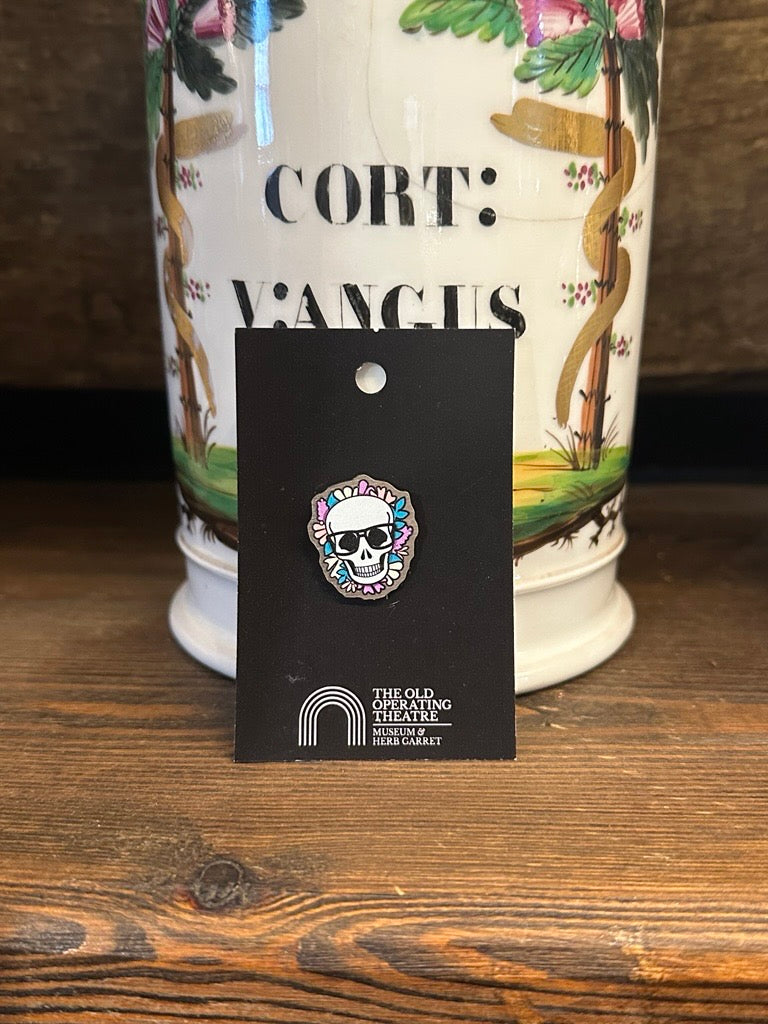 CORT:
V:ANGUS
THE OLD
OPERATING
THEATRE
MUSEUM &
HERB GARRET